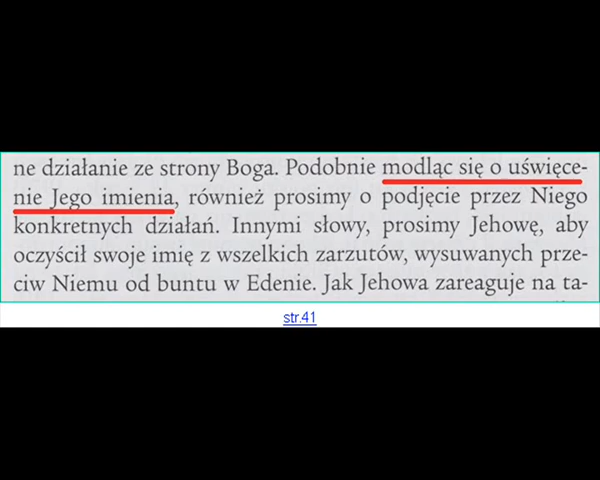 ne działanie ze strony Boga. Podobnie modląc się o uświęce-
nie Jego imienia, również prosimy o podjęcie przez Niego
konkretnych działań. Innymi słowy, prosimy Jehowę, aby
oczyścił swoje imię z wszelkich zarzutów, wysuwanych prze-
ciw Niemu od buntu w Edenie. Jak Jehowa zareaguje na ta-
str.41